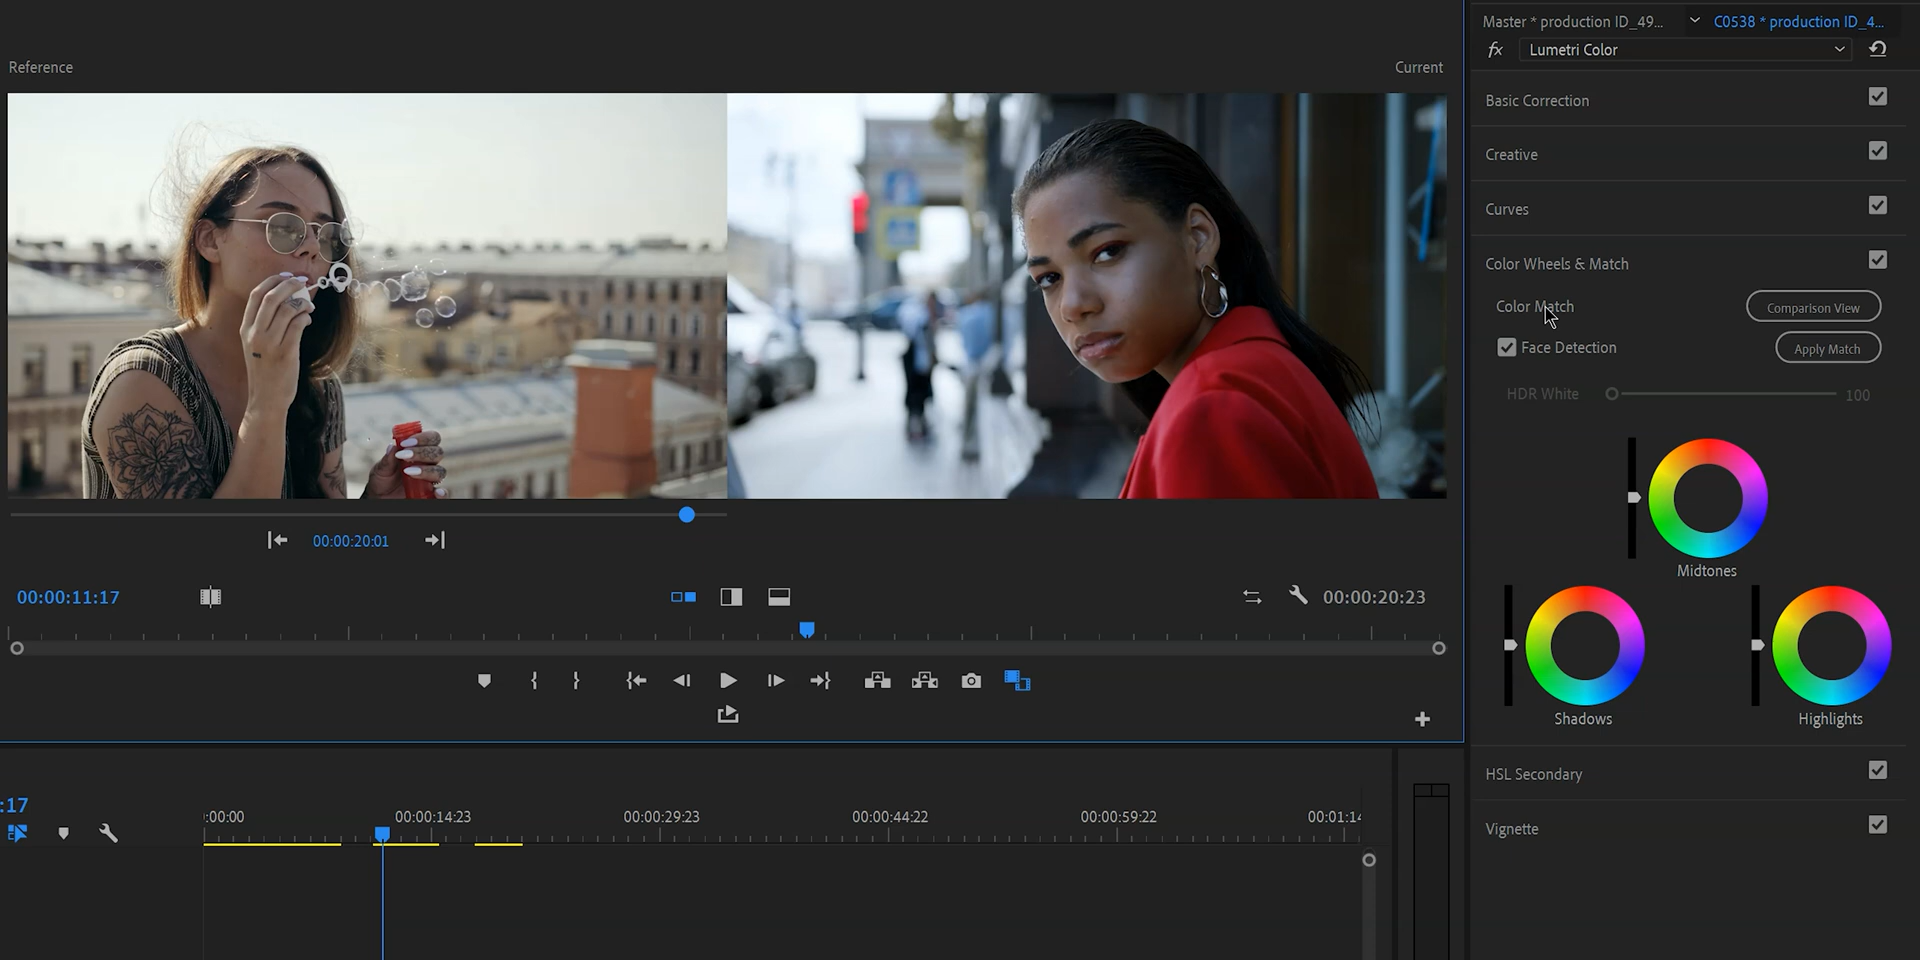 Master * production ID_49...
C0538 * production ID_4...
fx
Lumetri Color
Reference
Current
Basic Correction
Creative
Curves
Color Wheels & Match
Color Match
Comparison View
Face Detection
Apply Match
HDR White
100
Midtones
Shadows
Highlights
HSL Secondary
Vignette
00:00:20:01
00:00:11:17
00:00:20:23
:17
:00:00
00:00:14:23
00:00:29:23
00:00:44:22
00:00:59:22
00:01:14